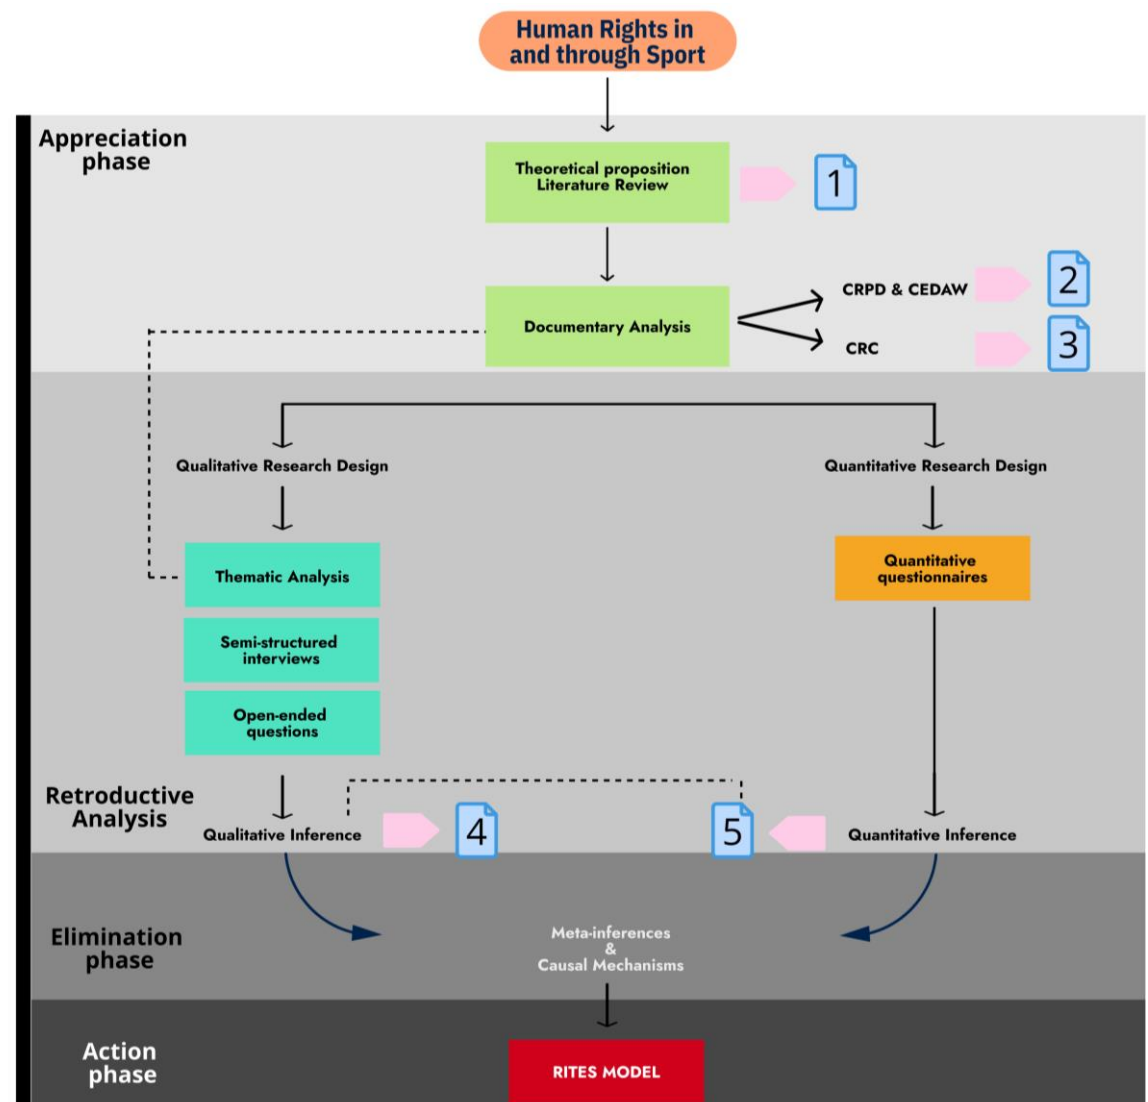 Human Rights in
and through Sport
Appreciation
phase
Theoretical proposition
Literature Review
1
Documentary Analysis
CRPD & CEDAW
2
CRC
3
Qualitative Research Design
Quantitative Research Design
Thematic Analysis
Quantitative
questionnaires
Semi-structured
interviews
Open-ended
questions
Retroductive
Analysis
Qualitative Inference
4
5
Quantitative Inference
Elimination
phase
Meta-inferences
&
Causal Mechanisms
Action
phase
RITES MODEL